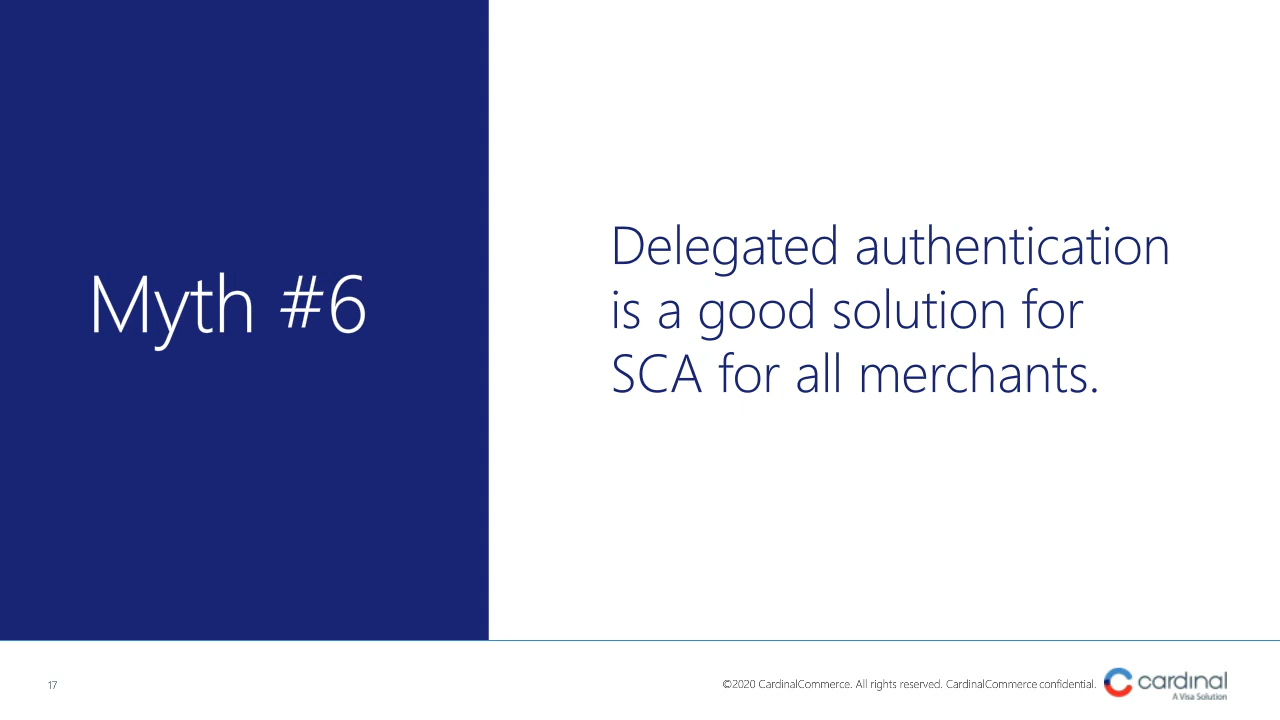 Myth #6
Delegated authentication
is a good solution for
SCA for all merchants.
17
©2020 CardinalCommerce. All rights reserved. CardinalCommerce confidential.
cardinal
A Visa Solution